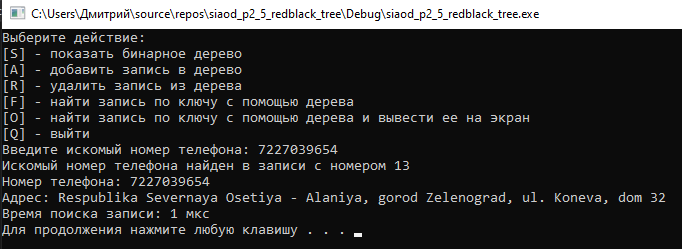 C:\Users\Дмитрий\source\repos\siaod_p2_5_redblack_tree\Debug\siaod_p2_5_redblack_tree.exe
Выберите действие:
[S] - показать бинарное дерево
[A] - добавить запись в дерево
[R] - удалить запись из дерева
[F] - найти запись по ключу с помощью дерева
[O] - найти запись по ключу с помощью дерева и вывести ее на экран
[Q] - выйти
Введите искомый номер телефона: 7227039654
Искомый номер телефона найден в записи с номером 13
Номер телефона: 7227039654
Адрес: Respublika Severnaya Osetiya - Alaniya, gorod Zelenograd, ul. Koneva, dom 32
Время поиска записи: 1 мкс
Для продолжения нажмите любую клавишу . . .